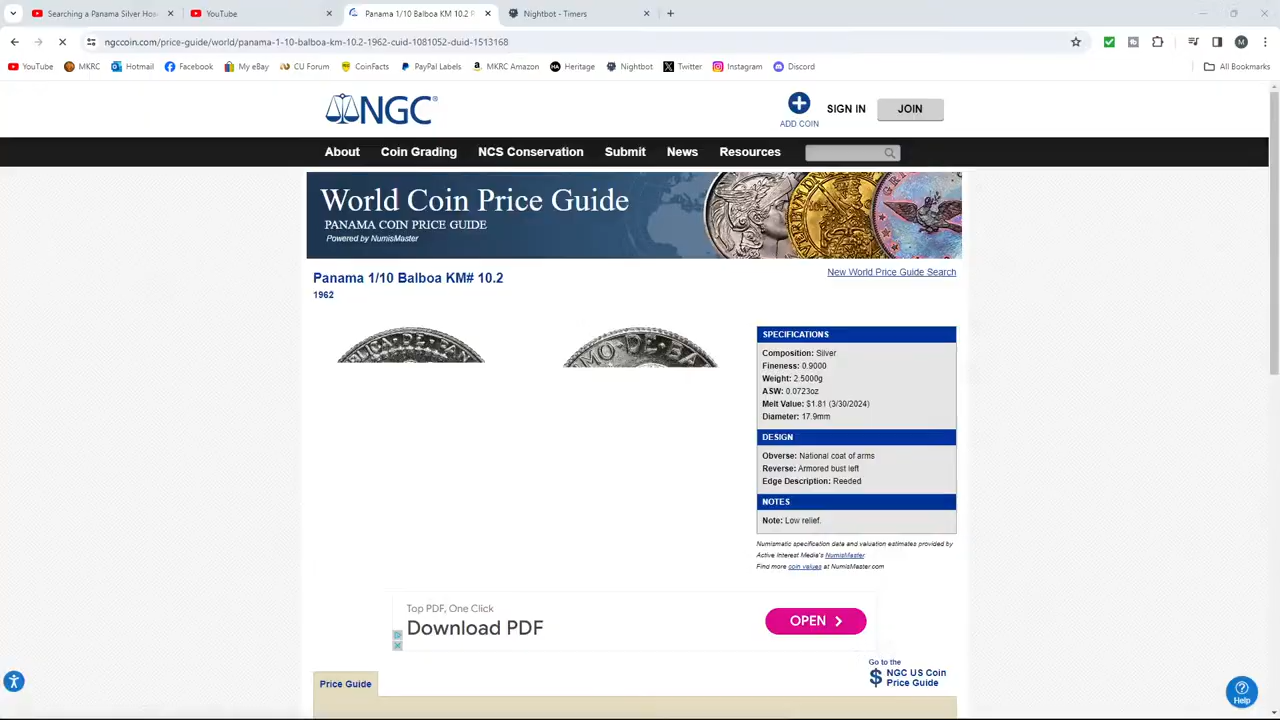 Searching a Panama Silver Ho
YouTube
Panama 1/10 Balboa KM 10.2 P
Nightbot - Timers
ngccoin.com/price-guide/world/panama-1-10-balboa-km-10.2-1962-cuid-1081052-duid-1513168
M
YouTube
MKRC
Hotmail
Facebook
My eBay
CU Forum
CoinFacts
PayPal Labels
MKRC Amazon
Heritage
Nightbot
Twitter
Instagram
Discord
All Bookmarks
NGC®
ADD COIN
SIGN IN
JOIN
About
Coin Grading
NCS Conservation
Submit
News
Resources
World Coin Price Guide
PANAMA COIN PRICE GUIDE
Powered by NumisMaster
Panama 1/10 Balboa KM# 10.2
New World Price Guide Search
1962
SPECIFICATIONS
Composition: Silver
Fineness: 0.9000
Weight: 2.5000g
ASW: 0.0723oz
Melt Value: $1.81 (3/30/2024)
Diameter: 17.9mm
DESIGN
Obverse: National coat of arms
Reverse: Armored bust left
Edge Description: Reeded
NOTES
Note: Low relief.
Numismatic specification data and valuation estimates provided by
Active Interest Media's NumisMaster
Find more coin values at NumisMaster.com
Top PDF, One Click
Download PDF
OPEN
Go to the
$ NGC US Coin
Price Guide
Price Guide
Help